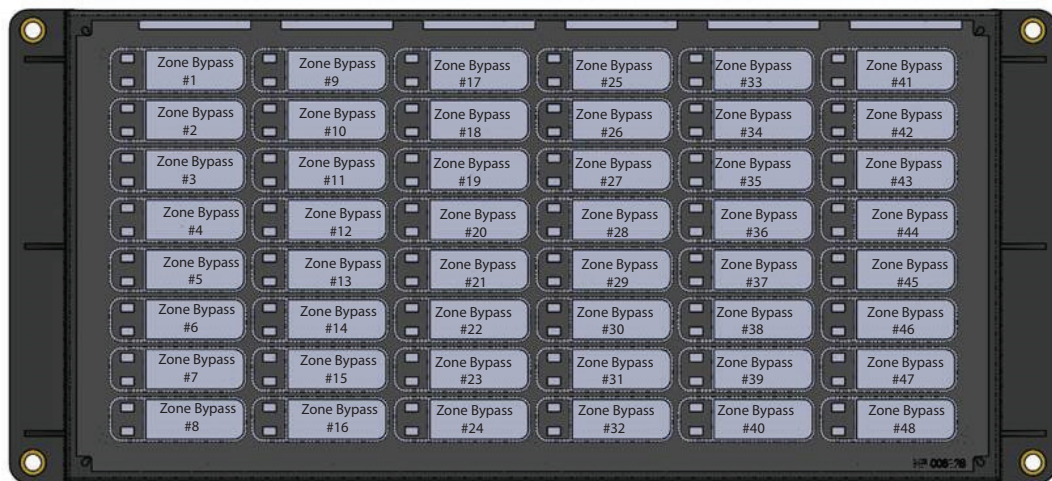 Zone Bypass
#1
Zone Bypass
#2
Zone Bypass
#3
Zone Bypass
#4
Zone Bypass
#5
Zone Bypass
#6
Zone Bypass
#7
Zone Bypass
#8
Zone Bypass
#9
Zone Bypass
#10
Zone Bypass
#11
Zone Bypass
#12
Zone Bypass
#13
Zone Bypass
#14
Zone Bypass
#15
Zone Bypass
#16
Zone Bypass
#17
Zone Bypass
#18
Zone Bypass
#19
Zone Bypass
#20
Zone Bypass
#21
Zone Bypass
#22
Zone Bypass
#23
Zone Bypass
#24
Zone Bypass
#25
Zone Bypass
#26
Zone Bypass
#27
Zone Bypass
#28
Zone Bypass
#29
Zone Bypass
#30
Zone Bypass
#31
Zone Bypass
#32
Zone Bypass
#33
Zone Bypass
#34
Zone Bypass
#35
Zone Bypass
#36
Zone Bypass
#37
Zone Bypass
#38
Zone Bypass
#39
Zone Bypass
#40
Zone Bypass
#41
Zone Bypass
#42
Zone Bypass
#43
Zone Bypass
#44
Zone Bypass
#45
Zone Bypass
#46
Zone Bypass
#47
Zone Bypass
#48